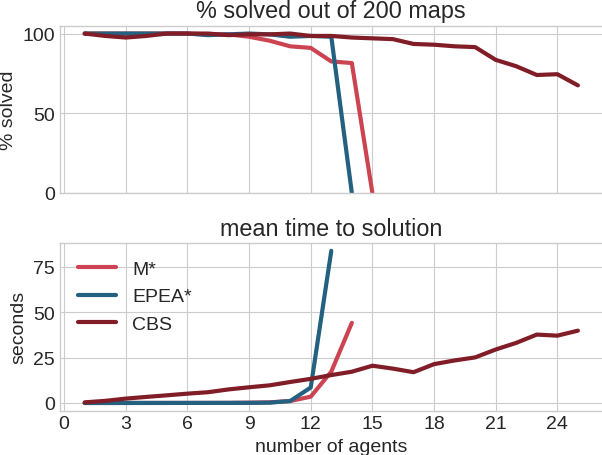 % solved out of 200 maps
100
50
0
% solved
mean time to solution
75
50
25
0
seconds
M*
EPEA*
CBS
0 3 6 9 12 15 18 21 24
number of agents